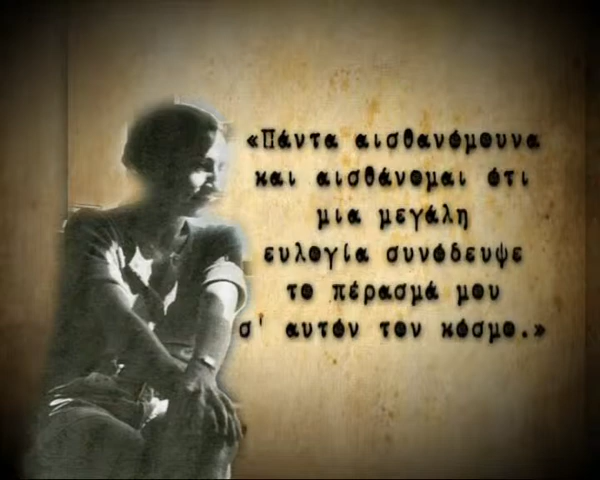 «Πάντα αισθανόμουνα
και αισθάνομαι ότι
μια μεγάλη
ευλογία συνόδευψε
το πέρασμά μου
σ' αυτόν τον κόσμο.»